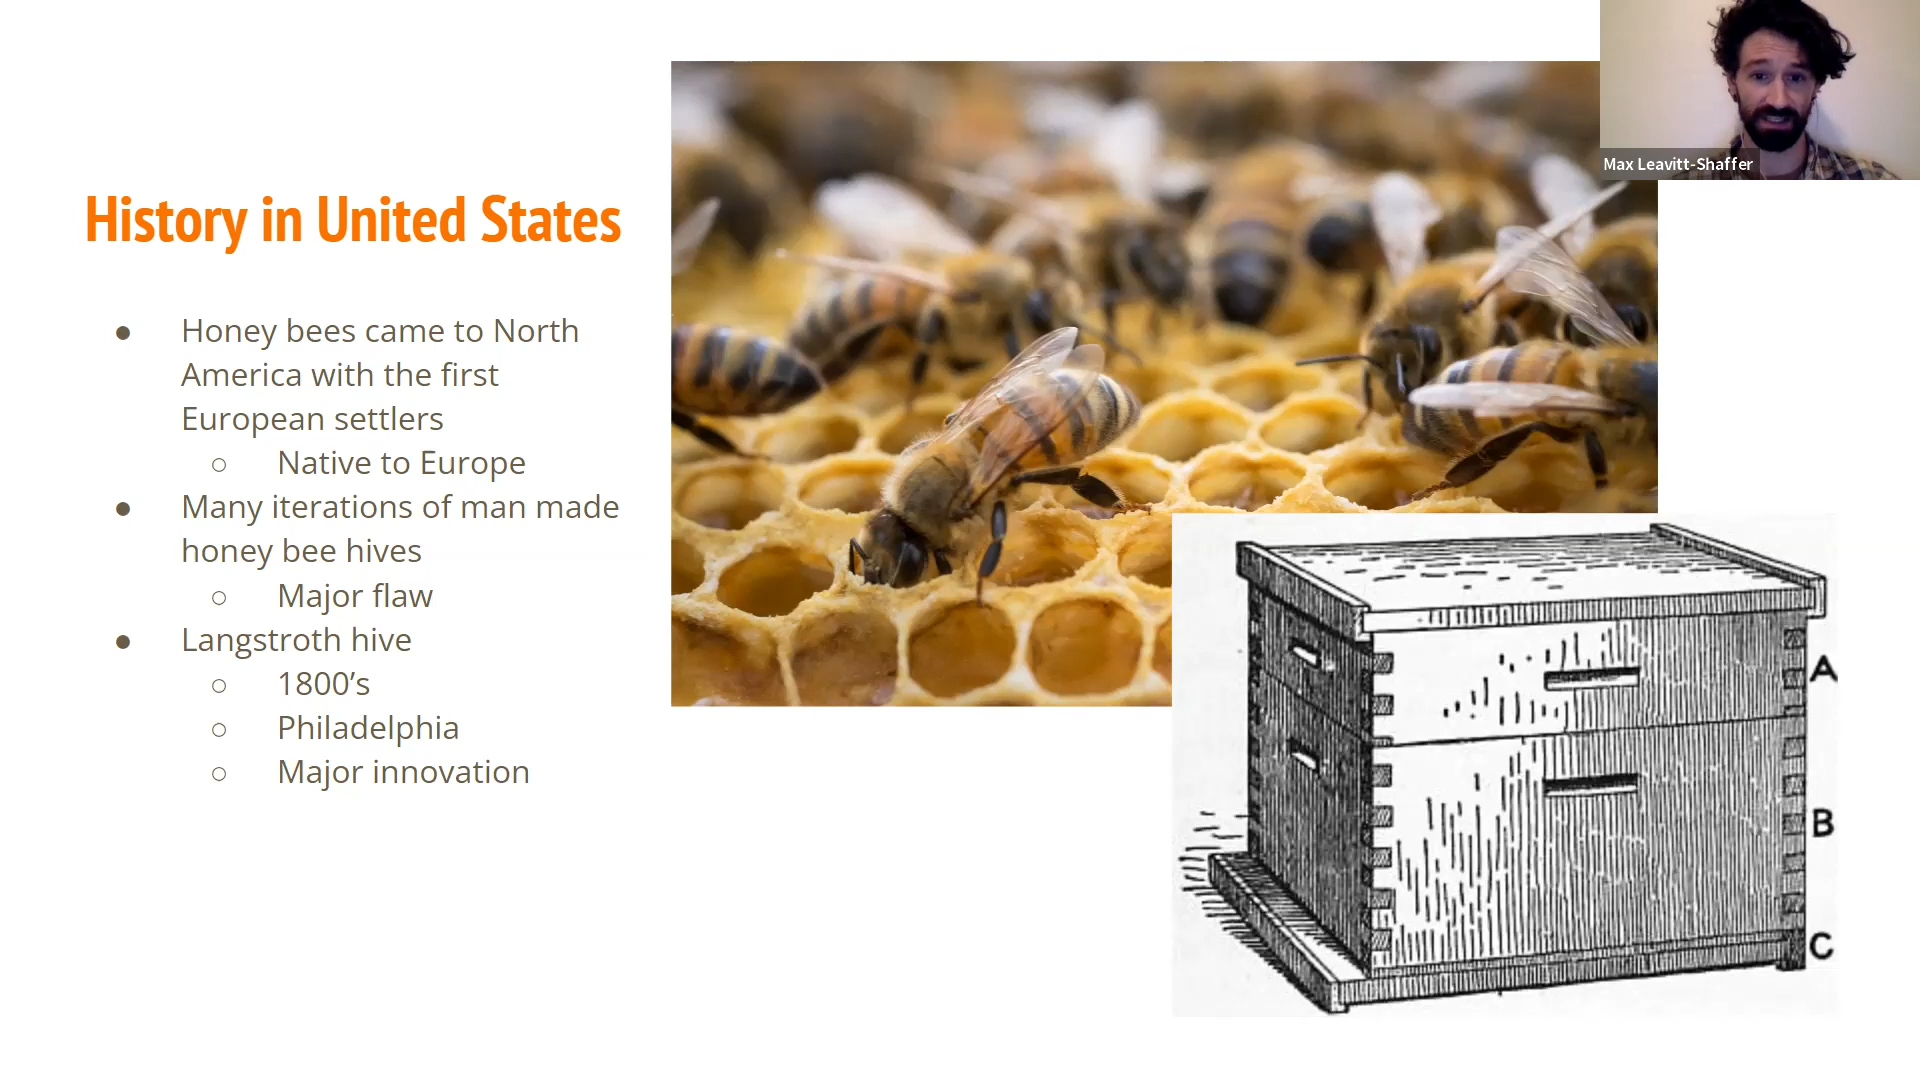 Max Leavitt-Shaffer
History in United States
● Honey bees came to North
America with the first
European settlers
○ Native to Europe
● Many iterations of man made
honey bee hives
○ Major flaw
● Langstroth hive
○ 1800’s
○ Philadelphia
○ Major innovation
A
B
C